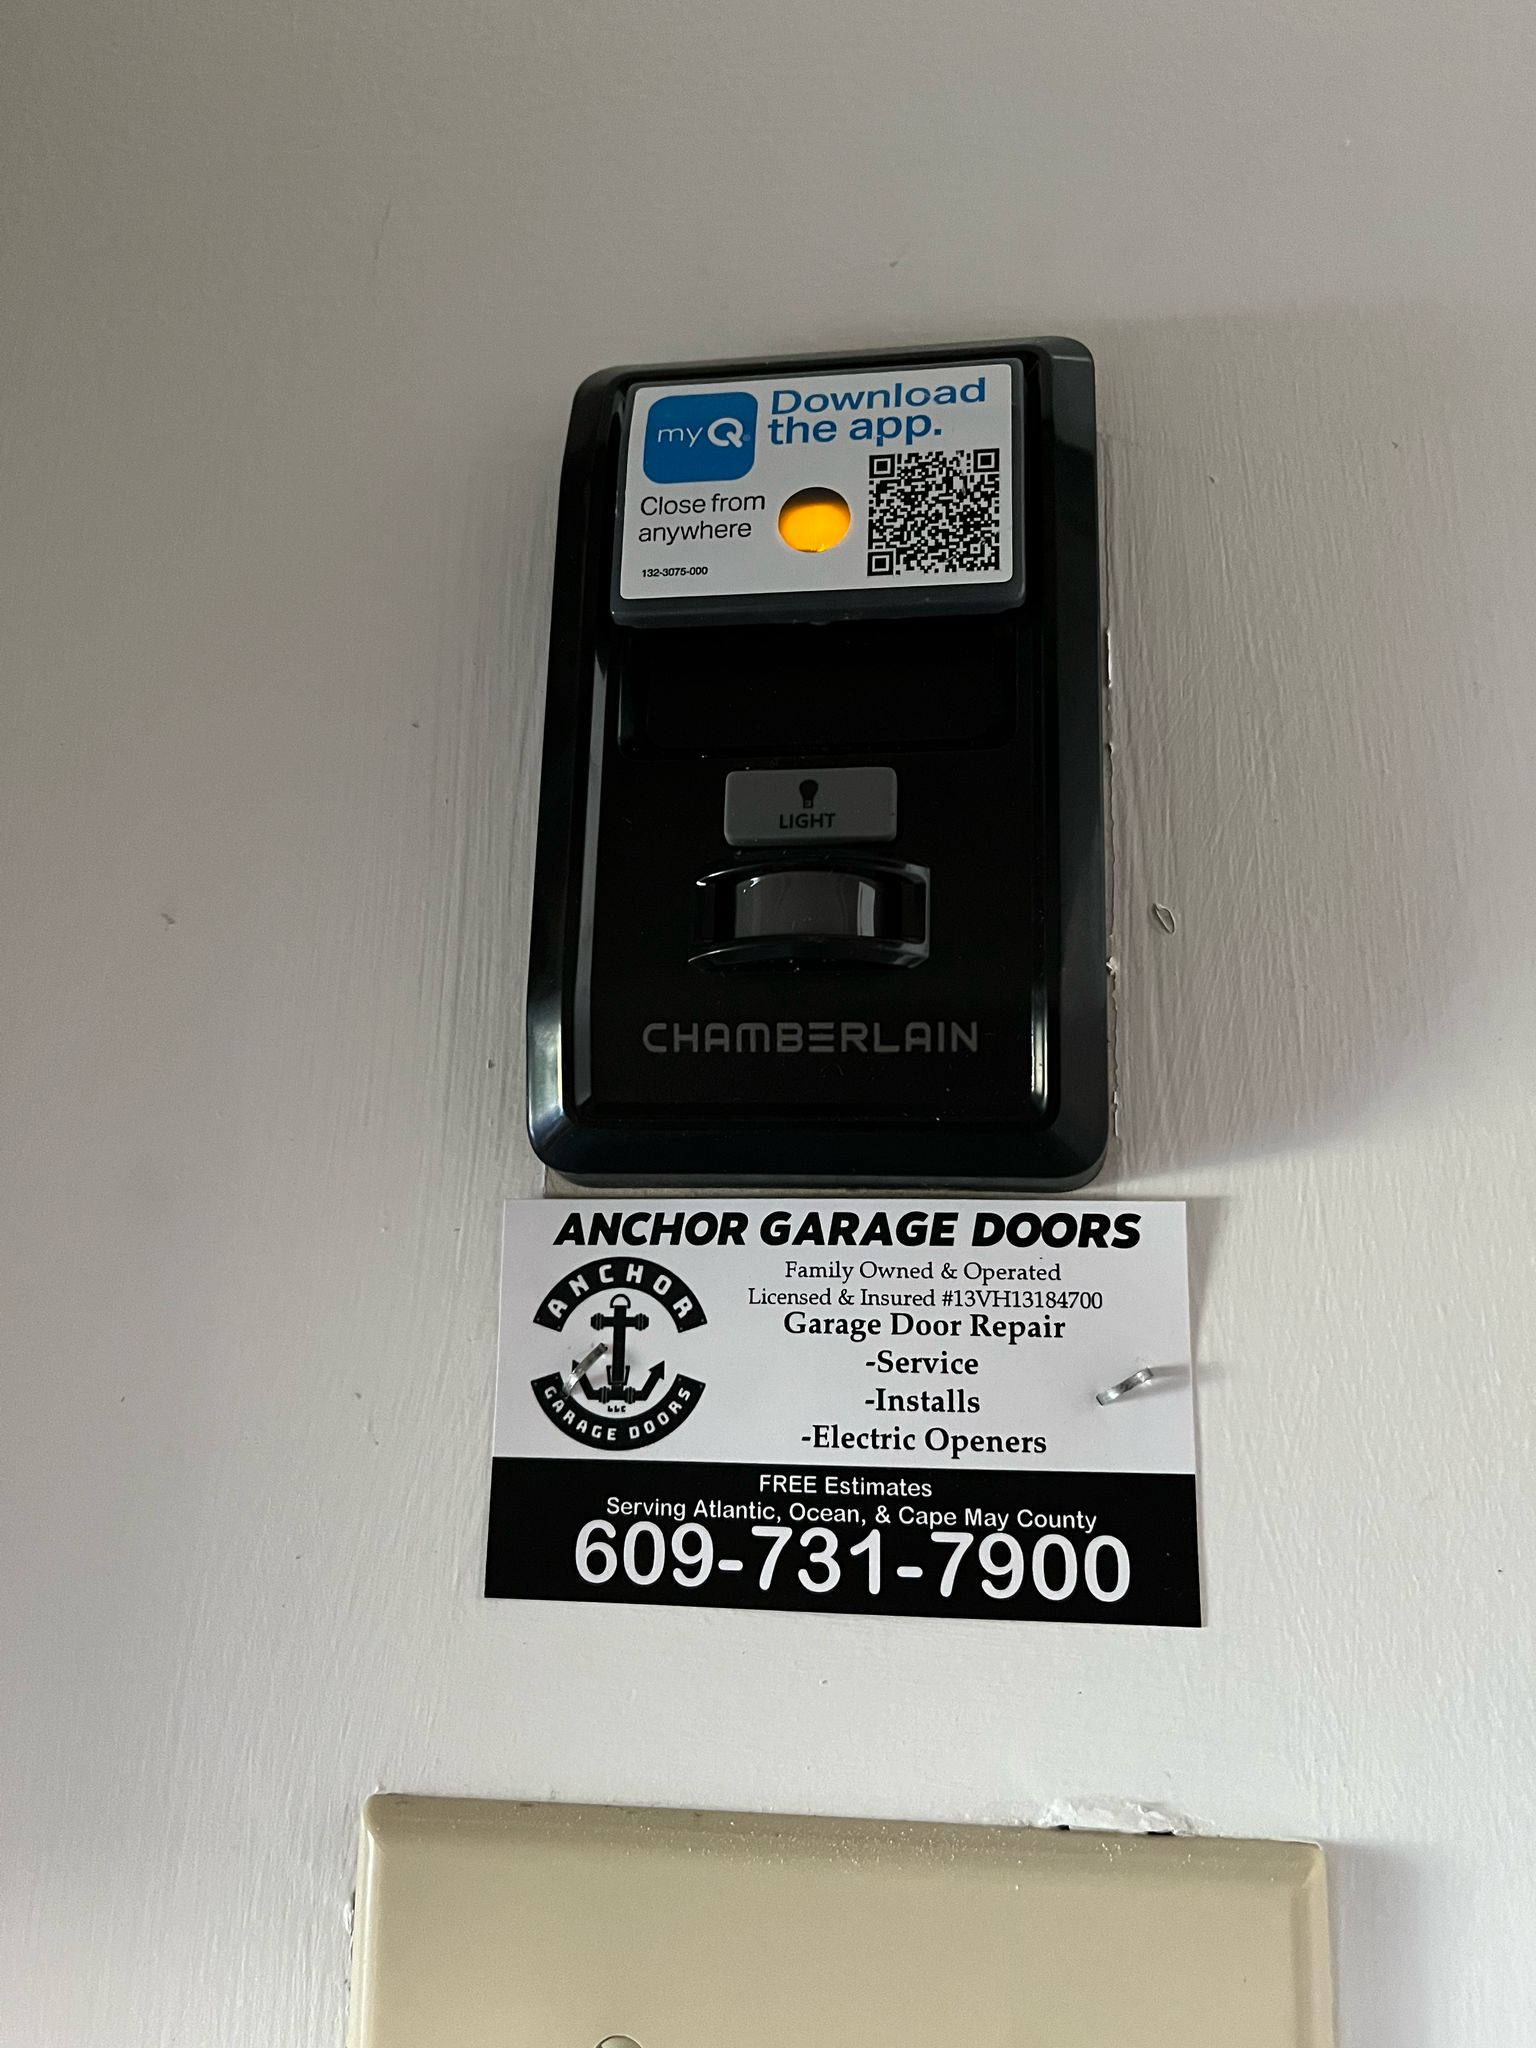 myQ
Download
the app.
Close from
anywhere
132-3075-000
LIGHT
CHAMBERLAIN
ANCHOR GARAGE DOORS
ANCHOR
GARAGE DOORS
LLC
Family Owned & Operated
Licensed & Insured #13VH13184700
Garage Door Repair
-Service
-Installs
-Electric Openers
FREE Estimates
Serving Atlantic, Ocean, & Cape May County
609-731-7900